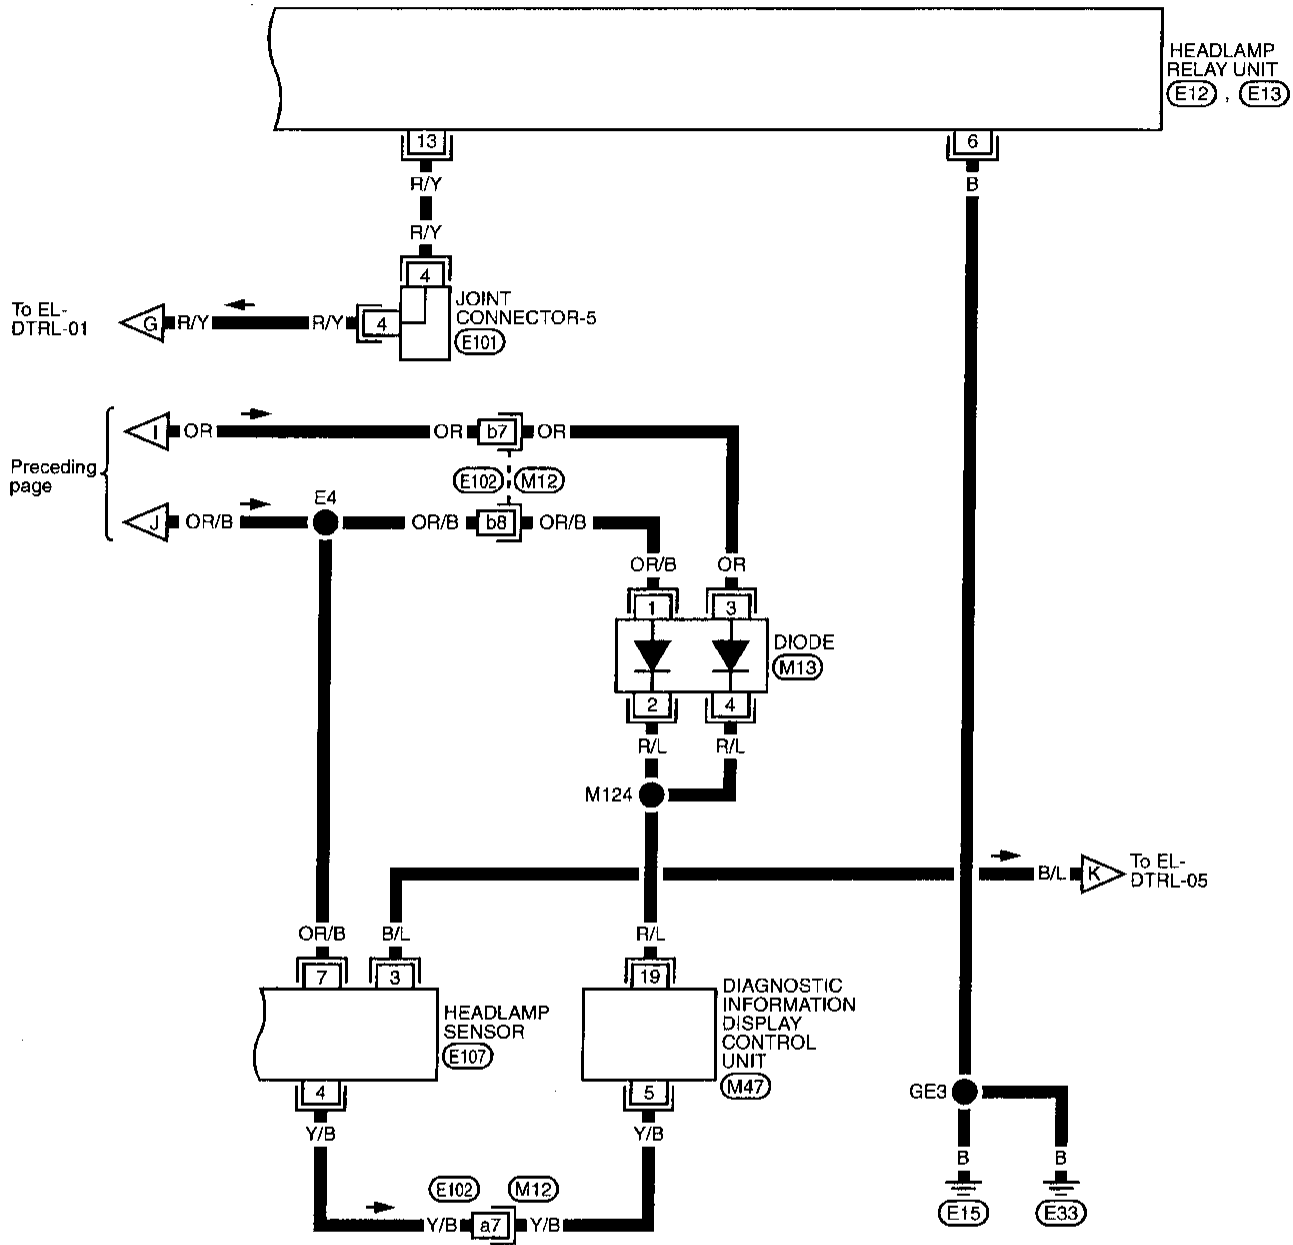 HEADLAMP
RELAY UNIT
E12 , E13
13
6
R/Y
B
R/Y
4
To EL-
DTRL-01
G
R/Y
R/Y
4
JOINT
CONNECTOR-5
E101
I
OR
OR
b7
OR
Preceding
page
E102
M12
E4
J
OR/B
OR/B
b8
OR/B
OR/B
OR
1
3
DIODE
M13
2
4
R/L
R/L
M124
B/L
K
To EL-
DTRL-05
OR/B
B/L
R/L
7
3
19
HEADLAMP
SENSOR
E107
DIAGNOSTIC
INFORMATION
DISPLAY
CONTROL
UNIT
M47
4
5
GE3
Y/B
Y/B
B
B
E102
M12
E15
E33
Y/B
a7
Y/B